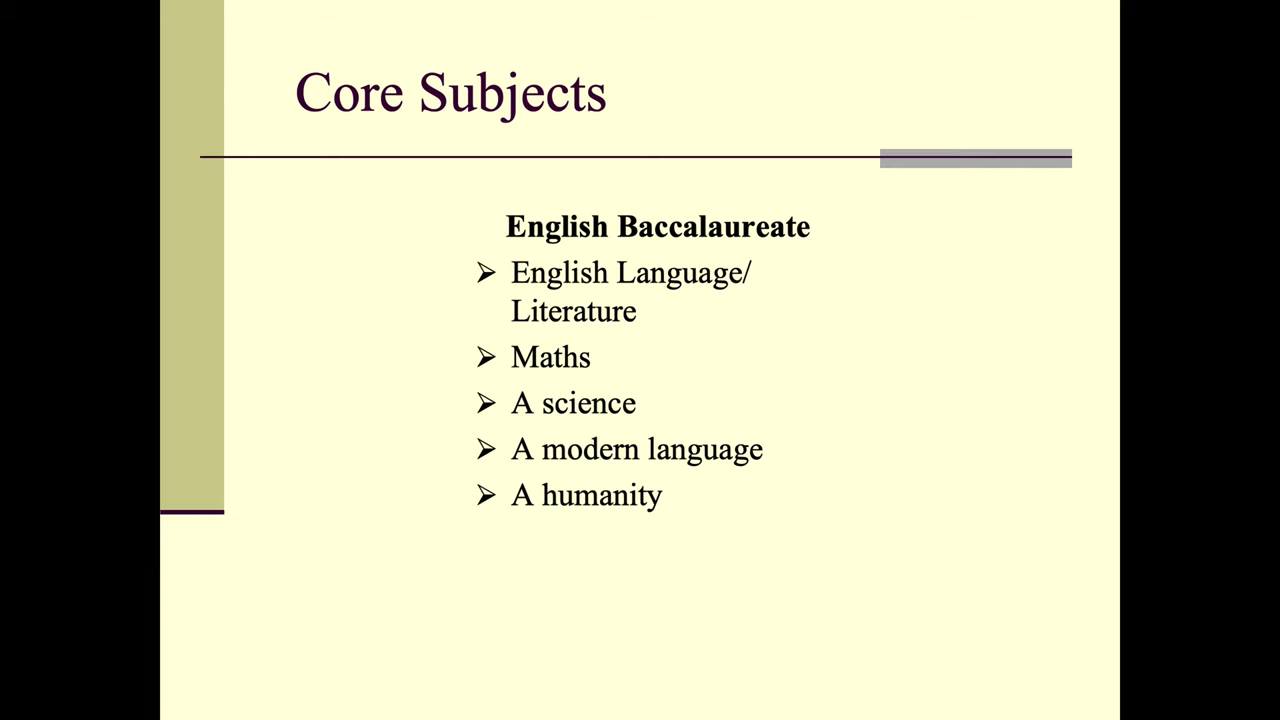 Core Subjects
English Baccalaureate
English Language/
Literature
Maths
A science
A modern language
A humanity